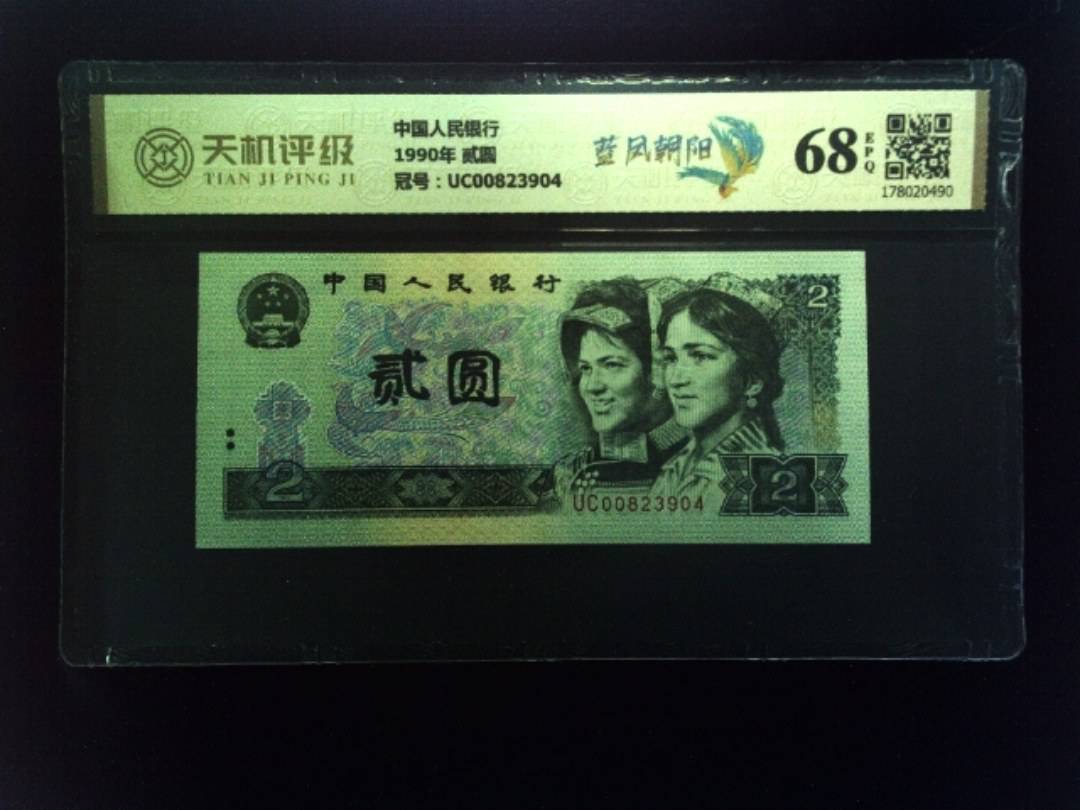 天机评级
TIAN JI PING JI
中国人民银行
1990年 贰圆
冠号：UC00823904
蓝凤朝阳
68
EPQ
178020490
中国人民银行
2
贰圆
2
UC00823904
2